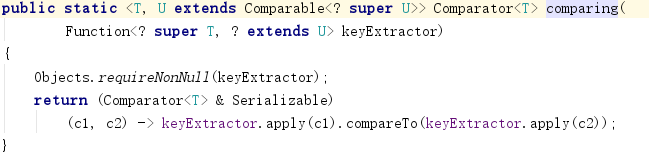 public static <T, U extends Comparable<? super U>> Comparator<T> comparing(
        Function<? super T, ? extends U> keyExtractor)
{
    Objects.requireNonNull(keyExtractor);
    return (Comparator<T> & Serializable)
        (c1, c2) -> keyExtractor.apply(c1).compareTo(keyExtractor.apply(c2));
}